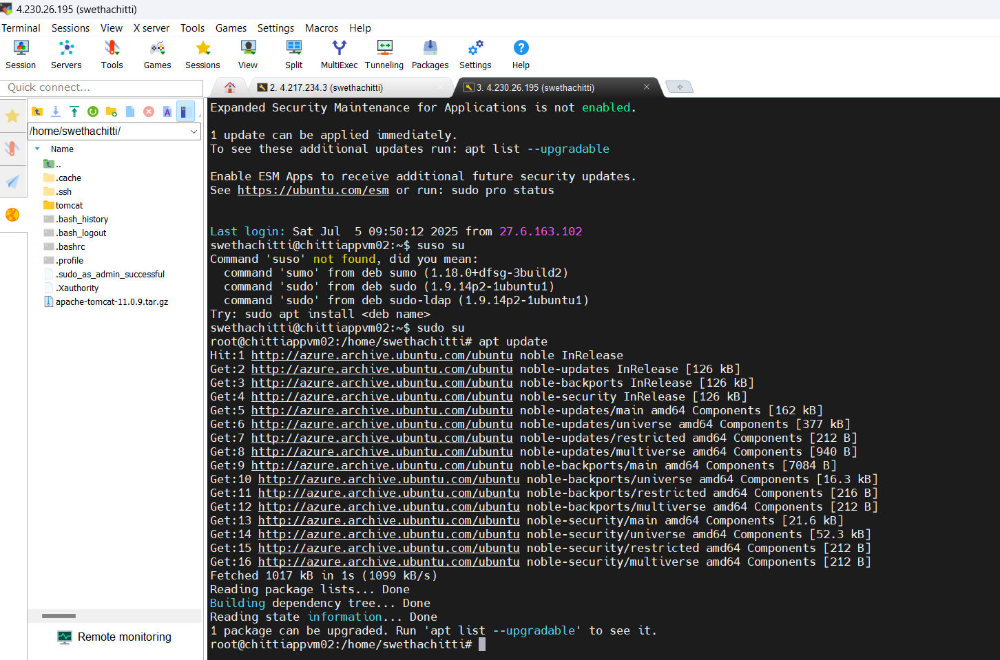 4.230.26.195 (swethachitti)
Terminal Sessions View X server Tools Games Settings Macros Help
Session Servers Tools Games Sessions View Split MultiExec Tunneling Packages Settings Help
Quick connect...
2. 4.217.234.3 (swethachitti)
3. 4.230.26.195 (swethachitti)
/home/swethachitti/
Name
..
.cache
.ssh
tomcat
.bash_history
.bash_logout
.bashrc
.profile
.sudo_as_admin_successful
.Xauthority
apache-tomcat-11.0.9.tar.gz
Remote monitoring
Expanded Security Maintenance for Applications is not enabled.
1 update can be applied immediately.
To see these additional updates run: apt list --upgradable
Enable ESM Apps to receive additional future security updates.
See https://ubuntu.com/esm or run: sudo pro status
Last login: Sat Jul  5 09:50:12 2025 from 27.6.163.102
swethachitti@chittiappvm02:~$ suso su
Command 'suso' not found, did you mean:
  command 'sumo' from deb sumo (1.18.0+dfsg-3build2)
  command 'sudo' from deb sudo (1.9.14p2-1ubuntu1)
  command 'sudo' from deb sudo-ldap (1.9.14p2-1ubuntu1)
Try: sudo apt install <deb name>
swethachitti@chittiappvm02:~$ sudo su
root@chittiappvm02:/home/swethachitti# apt update
Hit:1 http://azure.archive.ubuntu.com/ubuntu noble InRelease
Get:2 http://azure.archive.ubuntu.com/ubuntu noble-updates InRelease [126 kB]
Get:3 http://azure.archive.ubuntu.com/ubuntu noble-backports InRelease [126 kB]
Get:4 http://azure.archive.ubuntu.com/ubuntu noble-security InRelease [126 kB]
Get:5 http://azure.archive.ubuntu.com/ubuntu noble-updates/main amd64 Components [162 kB]
Get:6 http://azure.archive.ubuntu.com/ubuntu noble-updates/universe amd64 Components [377 kB]
Get:7 http://azure.archive.ubuntu.com/ubuntu noble-updates/restricted amd64 Components [212 B]
Get:8 http://azure.archive.ubuntu.com/ubuntu noble-updates/multiverse amd64 Components [940 B]
Get:9 http://azure.archive.ubuntu.com/ubuntu noble-backports/main amd64 Components [7084 B]
Get:10 http://azure.archive.ubuntu.com/ubuntu noble-backports/universe amd64 Components [16.3 kB]
Get:11 http://azure.archive.ubuntu.com/ubuntu noble-backports/restricted amd64 Components [216 B]
Get:12 http://azure.archive.ubuntu.com/ubuntu noble-backports/multiverse amd64 Components [212 B]
Get:13 http://azure.archive.ubuntu.com/ubuntu noble-security/main amd64 Components [21.6 kB]
Get:14 http://azure.archive.ubuntu.com/ubuntu noble-security/universe amd64 Components [52.3 kB]
Get:15 http://azure.archive.ubuntu.com/ubuntu noble-security/restricted amd64 Components [212 B]
Get:16 http://azure.archive.ubuntu.com/ubuntu noble-security/multiverse amd64 Components [212 B]
Fetched 1017 kB in 1s (1099 kB/s)
Reading package lists... Done
Building dependency tree... Done
Reading state information... Done
1 package can be upgraded. Run 'apt list --upgradable' to see it.
root@chittiappvm02:/home/swethachitti#